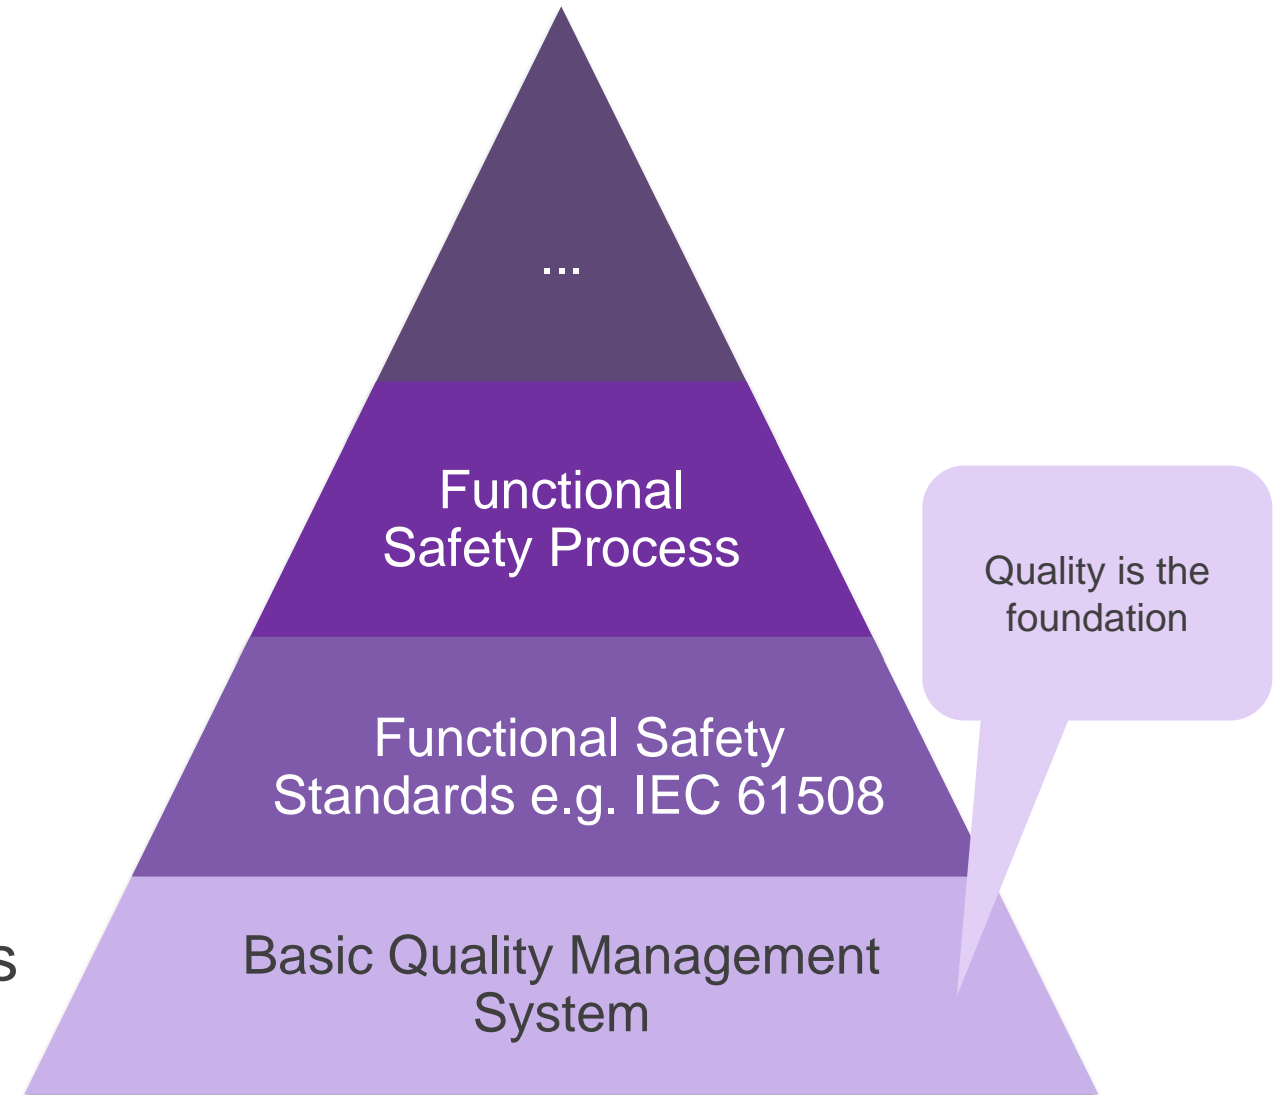 ...
Functional
Safety Process
Quality is the
foundation
Functional Safety
Standards e.g. IEC 61508
s
Basic Quality Management
System